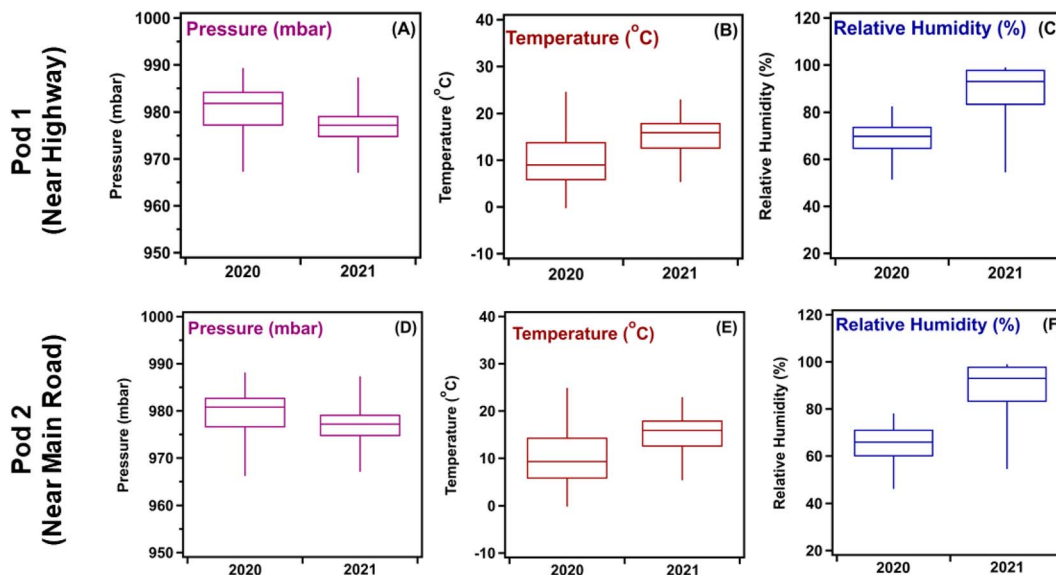 Pod 1
(Near Highway)
Pressure (mbar)
1000
990
980
970
960
950
Pressure (mbar)
(A)
2020
2021
Temperature (°C)
40
30
20
10
0
-10
Temperature (°C)
(B)
2020
2021
Relative Humidity (%)
120
100
80
60
40
20
Relative Humidity (%)
(C)
2020
2021
Pod 2
(Near Main Road)
Pressure (mbar)
1000
990
980
970
960
950
Pressure (mbar)
(D)
2020
2021
Temperature (°C)
40
30
20
10
0
-10
Temperature (°C)
(E)
2020
2021
Relative Humidity (%)
120
100
80
60
40
20
Relative Humidity (%)
(F
2020
2021